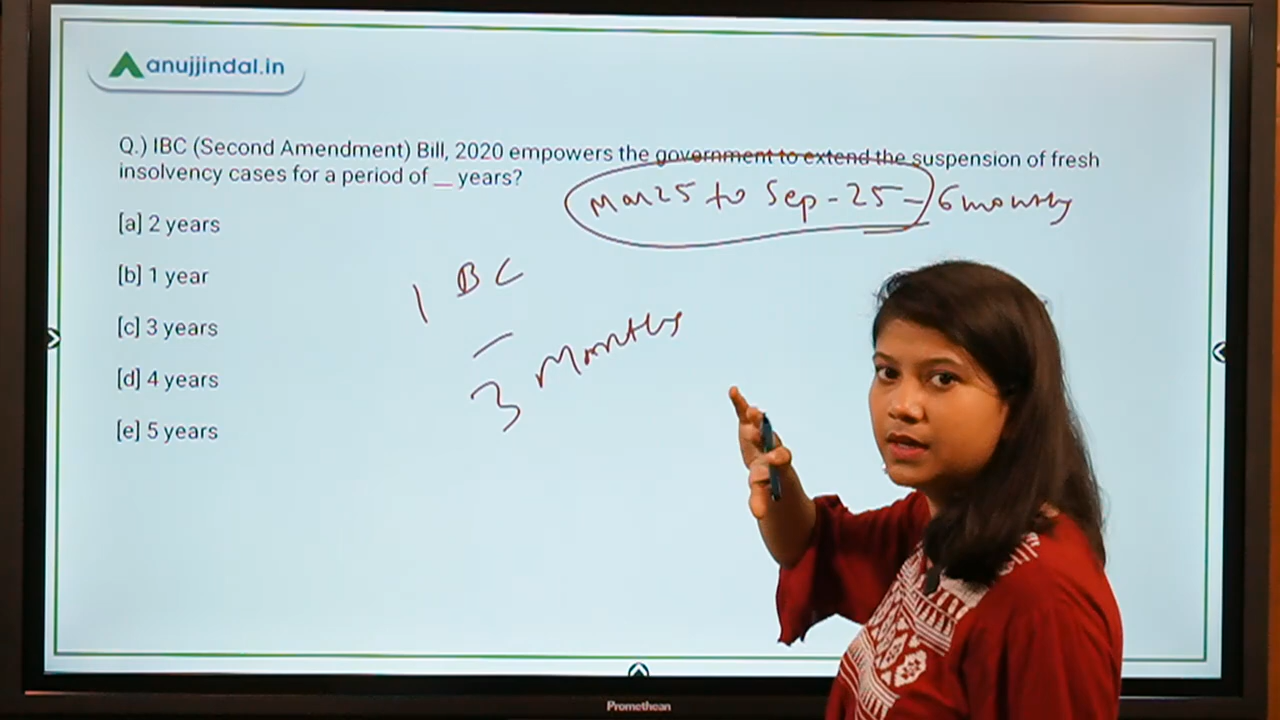 anujjindal.in
Q.) IBC (Second Amendment) Bill, 2020 empowers the government to extend the suspension of fresh
insolvency cases for a period of __ years?
Mar25 to Sep-25 - 6 months
[a] 2 years
[b] 1 year
IBC
[c] 3 years
3 Months
[d] 4 years
[e] 5 years
Promethean